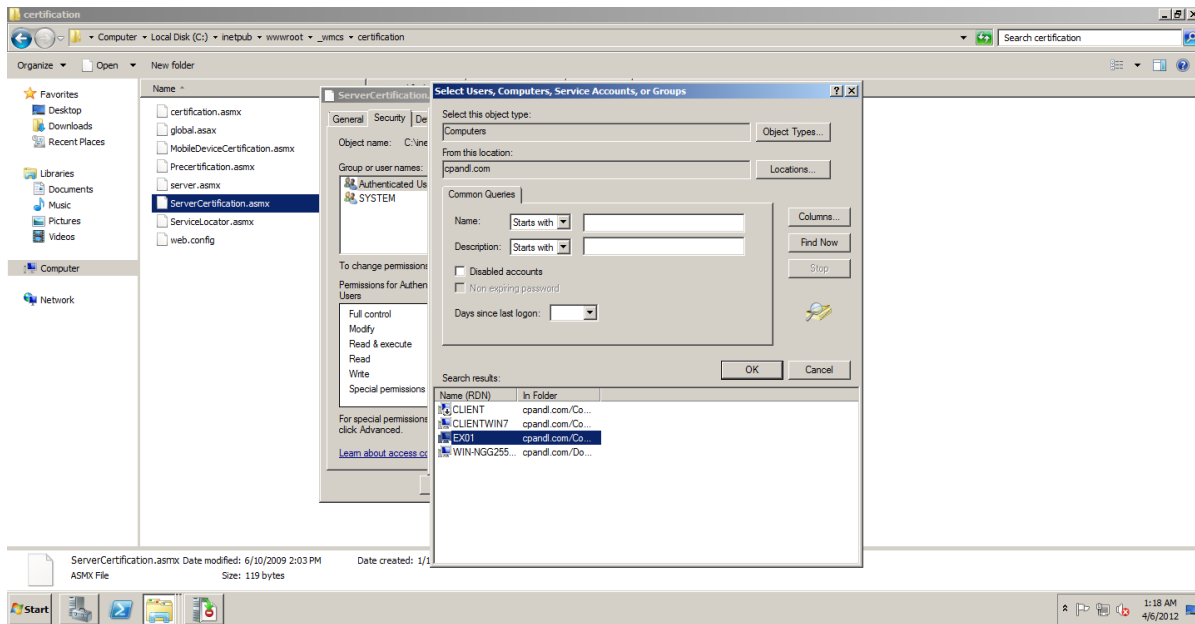 certification
Computer Local Disk (C:) inetpub wwwroot _wmcs certification
Search certification
Organize Open New folder
Favorites
Desktop
Downloads
Recent Places
Libraries
Documents
Music
Pictures
Videos
Computer
Network
Name
certification.asmx
global.asax
MobileDeviceCertification.asmx
Precertification.asmx
server.asmx
ServerCertification.asmx
ServiceLocator.asmx
web.config
ServerCertification.
General Security De
Object name: C:\ine
Group or user names:
Authenticated Us
SYSTEM
To change permissions
Permissions for Authen
Users
Full control
Modify
Read & execute
Read
Write
Special permissions
For special permissions
click Advanced.
Learn about access co
Select Users, Computers, Service Accounts, or Groups
Select this object type:
Computers Object Types...
From this location:
cpandl.com Locations...
Common Queries
Name: Starts with
Description: Starts with
Disabled accounts
Non expiring password
Days since last logon:
Columns...
Find Now
Stop
OK Cancel
Search results:
Name (RDN) In Folder
CLIENT cpandl.com/Co...
CLIENTWIN7 cpandl.com/Co...
EX01 cpandl.com/Co...
WIN-NGG255... cpandl.com/Do...
ServerCertification.asmx Date modified: 6/10/2009 2:03 PM Date created: 1/1
ASMX File Size: 119 bytes
Start
1:18 AM
4/6/2012